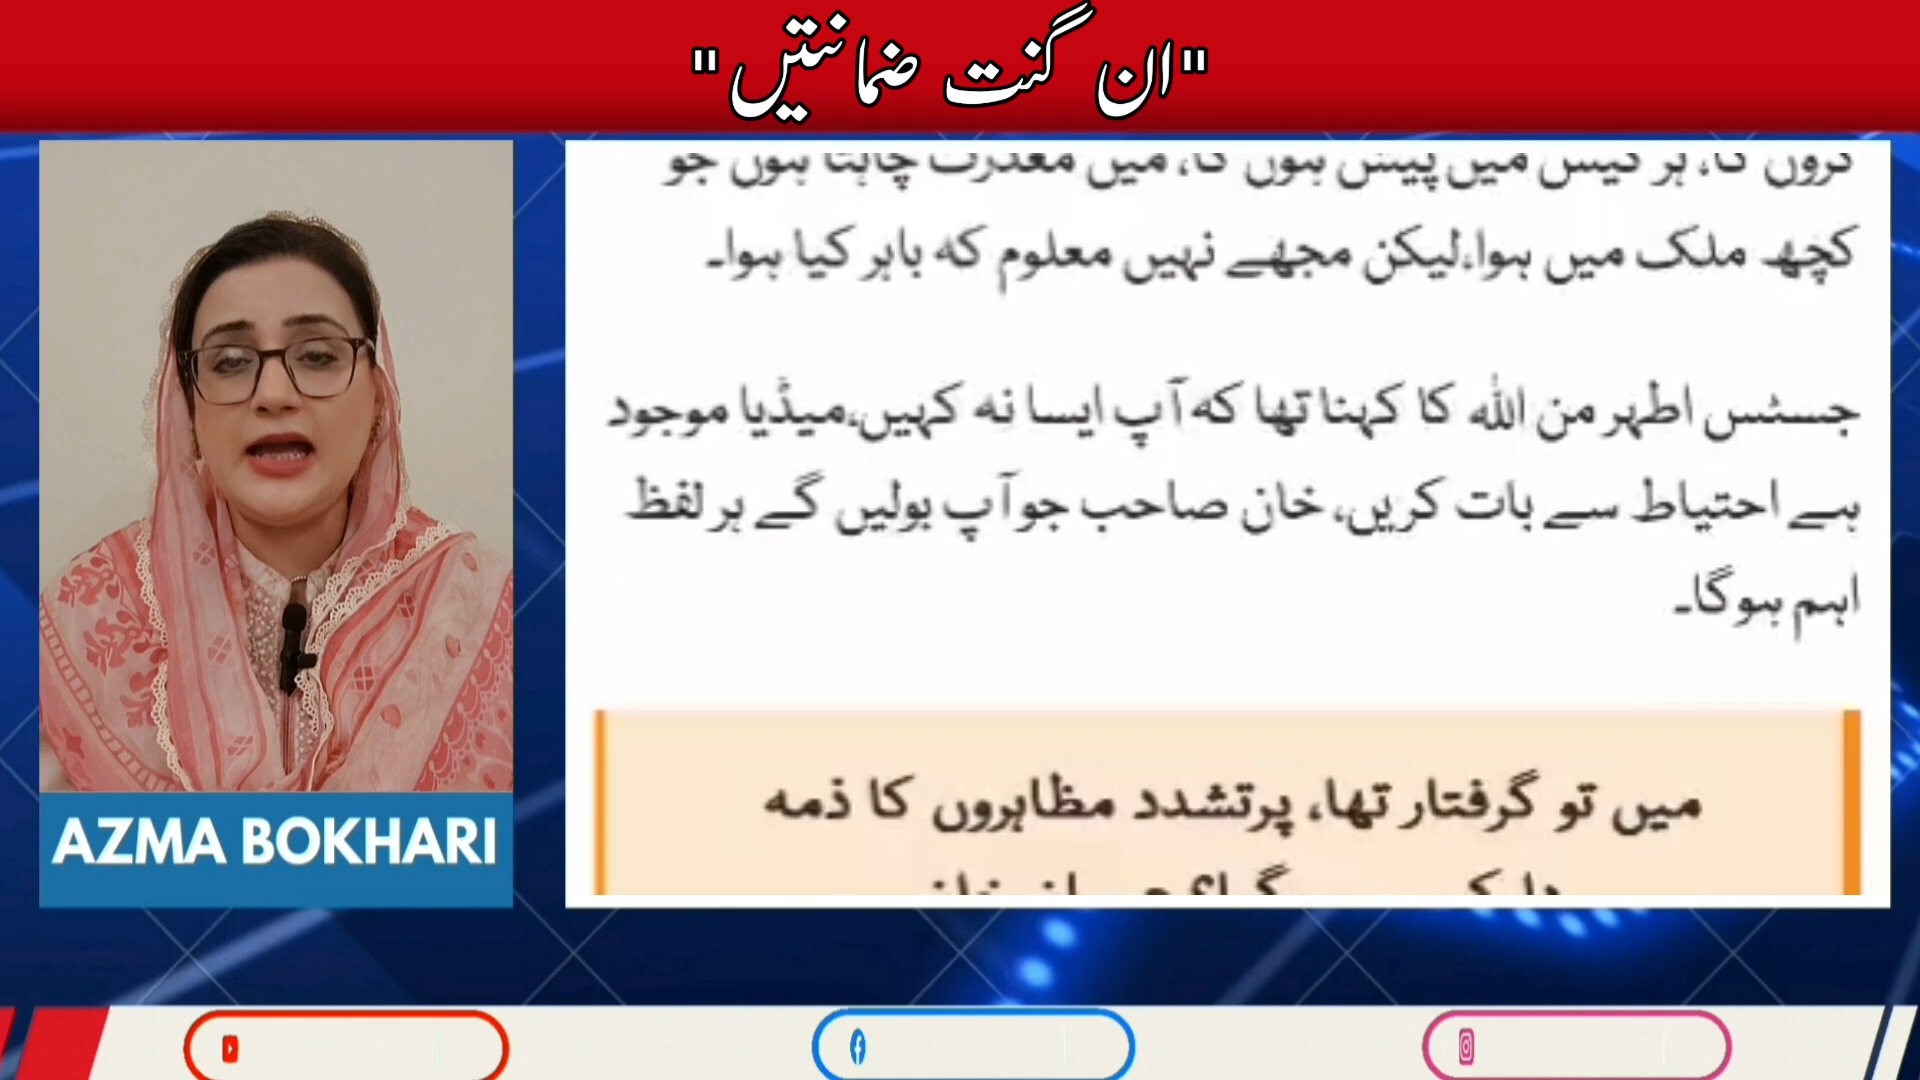 "ان گنت ضمانتیں"
کروں گا، ہر کیس میں پیش ہوں گا، میں معذرت چاہتا ہوں جو
کچھ ملک میں ہوا،لیکن مجھے نہیں معلوم کہ باہر کیا ہوا۔
جسٹس اطہر من اللہ کا کہنا تھا کہ آپ ایسا نہ کہیں،میڈیا موجود
ہے احتیاط سے بات کریں، خان صاحب جو آپ بولیں گے ہر لفظ
اہم ہوگا۔
میں تو گرفتار تھا، پرتشدد مظاہروں کا ذمہ
AZMA BOKHARI